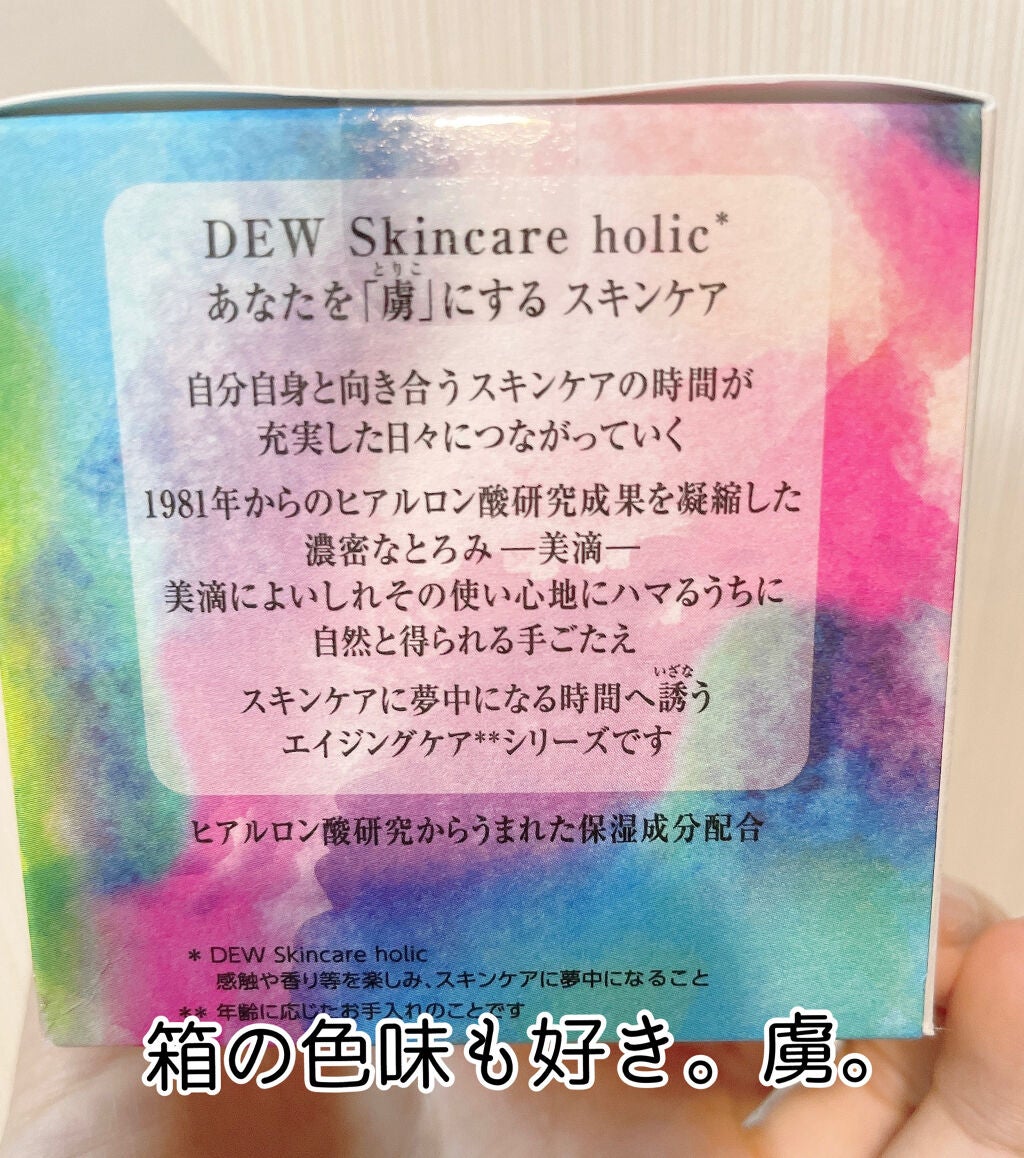 DEW Skincare holic*
とりこ
あなたを「虜」にする スキンケア
自分自身と向き合うスキンケアの時間が
充実した日々につながっていく
1981年からのヒアルロン酸研究成果を凝縮した
濃密なとろみ ―美滴―
美滴によいしれその使い心地にハマるうちに
自然と得られる手ごたえ
いざな
スキンケアに夢中になる時間へ誘う
エイジングケア**シリーズです
ヒアルロン酸研究からうまれた保湿成分配合
* DEW Skincare holic
感触や香り等を楽しみ、スキンケアに夢中になること
** 年齢に応じたお手入れのことです
箱の色味も好き。虜。